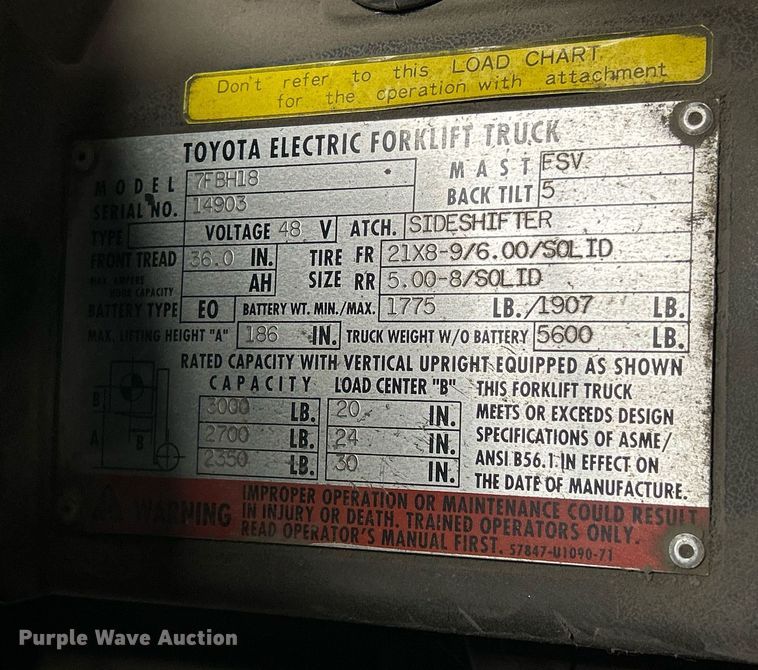 Don't refer to this LOAD CHART
for the operation with attachment
TOYOTA ELECTRIC FORKLIFT TRUCK
MODEL 7FBH18 MAST FSV
SERIAL NO. 14903 BACK TILT 5
TYPE VOLTAGE 48 V ATCH. SIDESHIFTER
FRONT TREAD 36.0 IN. TIRE FR 21X8-9/6.00/SOLID
MAX. AMPERE HOUR CAPACITY AH SIZE RR 5.00-8/SOLID
BATTERY TYPE EO BATTERY WT. MIN./MAX. 1775 LB./1907 LB.
MAX. LIFTING HEIGHT "A" 186 IN. TRUCK WEIGHT W/O BATTERY 5600 LB.
RATED CAPACITY WITH VERTICAL UPRIGHT EQUIPPED AS SHOWN
CAPACITY LOAD CENTER "B" THIS FORKLIFT TRUCK
3000 LB. 20 IN. MEETS OR EXCEEDS DESIGN
2700 LB. 24 IN. SPECIFICATIONS OF ASME/
2350 LB. 30 IN. ANSI B56.1 IN EFFECT ON
THE DATE OF MANUFACTURE.
B
A B
WARNING IMPROPER OPERATION OR MAINTENANCE COULD RESULT
IN INJURY OR DEATH. TRAINED OPERATORS ONLY.
READ OPERATOR'S MANUAL FIRST. 57847-U1090-71
Purple Wave Auction